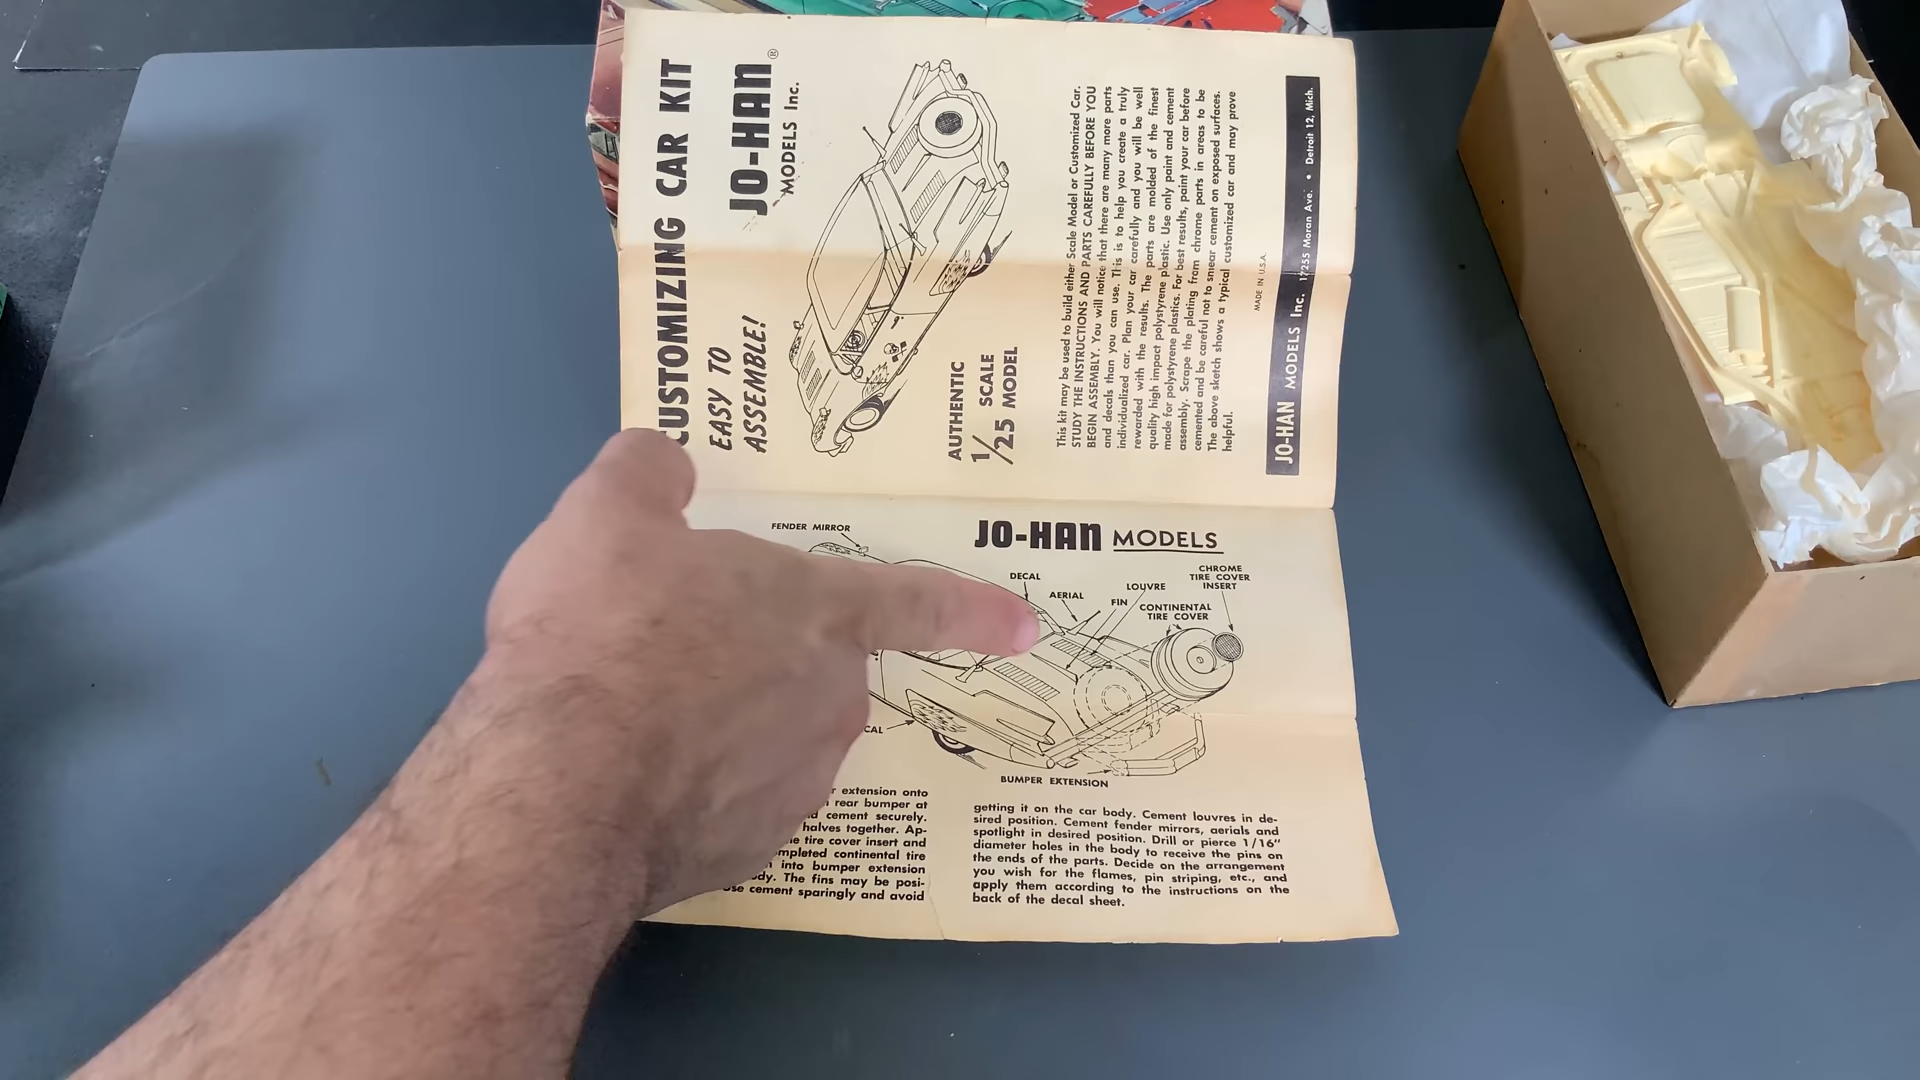 CUSTOMIZING CAR KIT
EASY TO
ASSEMBLE!
JO-HAN®
MODELS Inc.
AUTHENTIC
1/25 SCALE
MODEL
This kit may be used to build either Scale Model or Customized Car.
STUDY THE INSTRUCTIONS AND PARTS CAREFULLY BEFORE YOU
BEGIN ASSEMBLY. You will notice that there are many more parts
and decals than you can use. This is to help you create a truly
individualized car. Plan your car carefully and you will be well
rewarded with the results. The parts are molded of the finest
quality high impact polystyrene plastic. Use only paint and cement
made for polystyrene plastics. For best results, paint your car before
assembly. Scrape the plating from chrome parts in areas to be
cemented and be careful not to smear cement on exposed surfaces.
The above sketch shows a typical customized car and may prove
helpful.
MADE IN U.S.A.
JO-HAN MODELS Inc. 17255 Moran Ave. • Detroit 12, Mich.
JO-HAN MODELS
FENDER MIRROR
DECAL
AERIAL
FIN
LOUVRE
CONTINENTAL
TIRE COVER
CHROME
TIRE COVER
INSERT
BUMPER EXTENSION
extension onto
rear bumper at
cement securely.
halves together. Ap-
tire cover insert and
continental tire
into bumper extension
The fins may be posi-
cement sparingly and avoid
getting it on the car body. Cement louvres in de-
sired position. Cement fender mirrors, aerials and
spotlight in desired position. Drill or pierce 1/16"
diameter holes in the body to receive the pins on
the ends of the parts. Decide on the arrangement
you wish for the flames, pin striping, etc., and
apply them according to the instructions on the
back of the decal sheet.